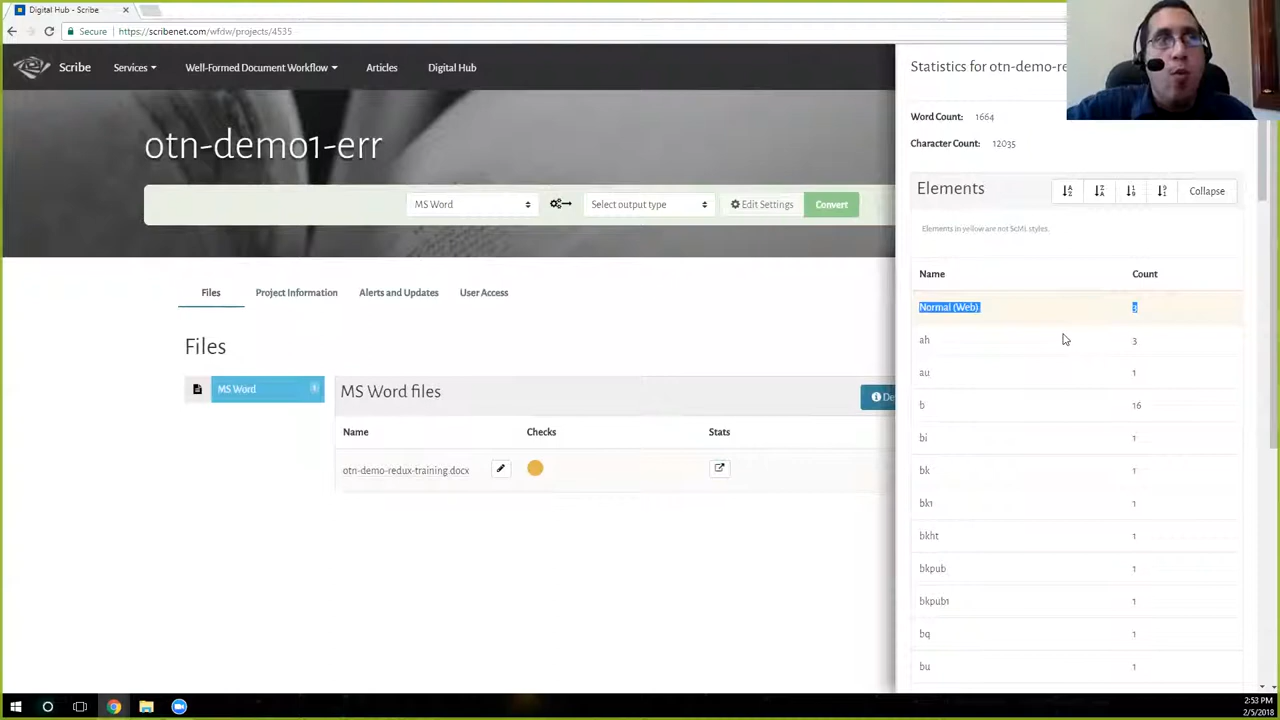 Digital Hub - Scribe
Secure https://scribenet.com/wfdw/projects/4535
Scribe Services Well-Formed Document Workflow Articles Digital Hub
otn-demo1-err
MS Word Select output type Edit Settings Convert
Files Project Information Alerts and Updates User Access
Files
MS Word 1
MS Word files
Name Checks Stats
otn-demo-redux-training.docx
Statistics for otn-demo-re
Word Count: 1664
Character Count: 12035
Elements Collapse
Elements in yellow are not ScML styles.
Name Count
Normal (Web) 3
ah 3
au 1
b 16
bi 1
bk 1
bk1 1
bkht 1
bkpub 1
bkpub1 1
bq 1
bu 1
2:53 PM
2/5/2018